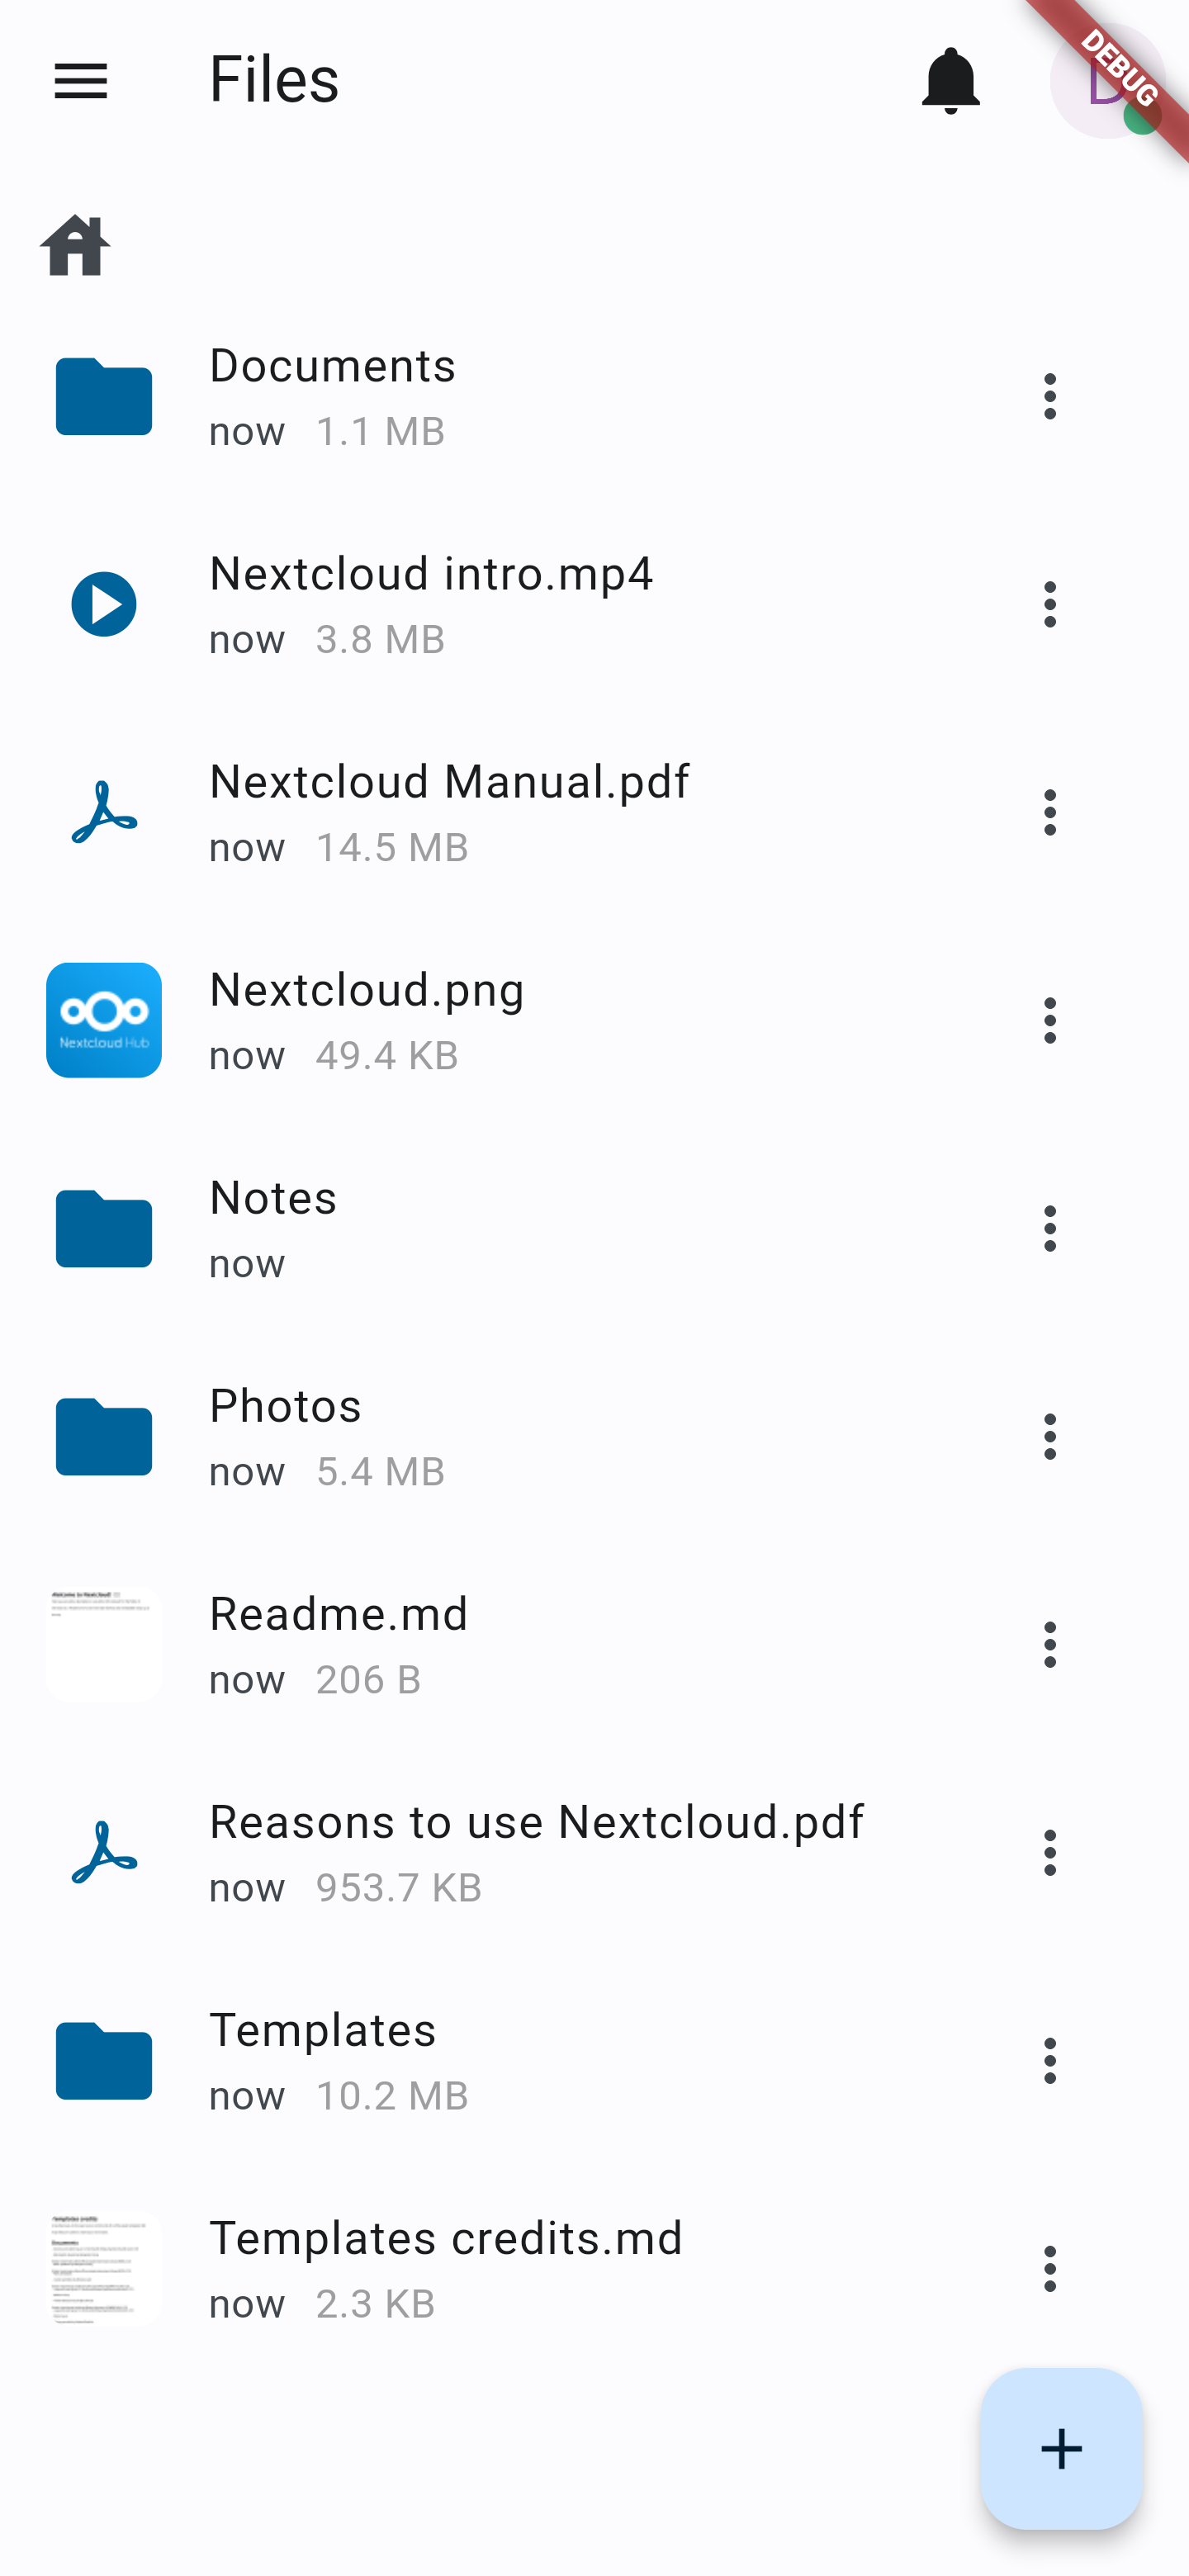 Files
DEBUG
Documents
now 1.1 MB
Nextcloud intro.mp4
now 3.8 MB
Nextcloud Manual.pdf
now 14.5 MB
Nextcloud.png
now 49.4 KB
Nextcloud Hub
Notes
now
Photos
now 5.4 MB
Readme.md
now 206 B
Reasons to use Nextcloud.pdf
now 953.7 KB
Templates
now 10.2 MB
Templates credits.md
now 2.3 KB